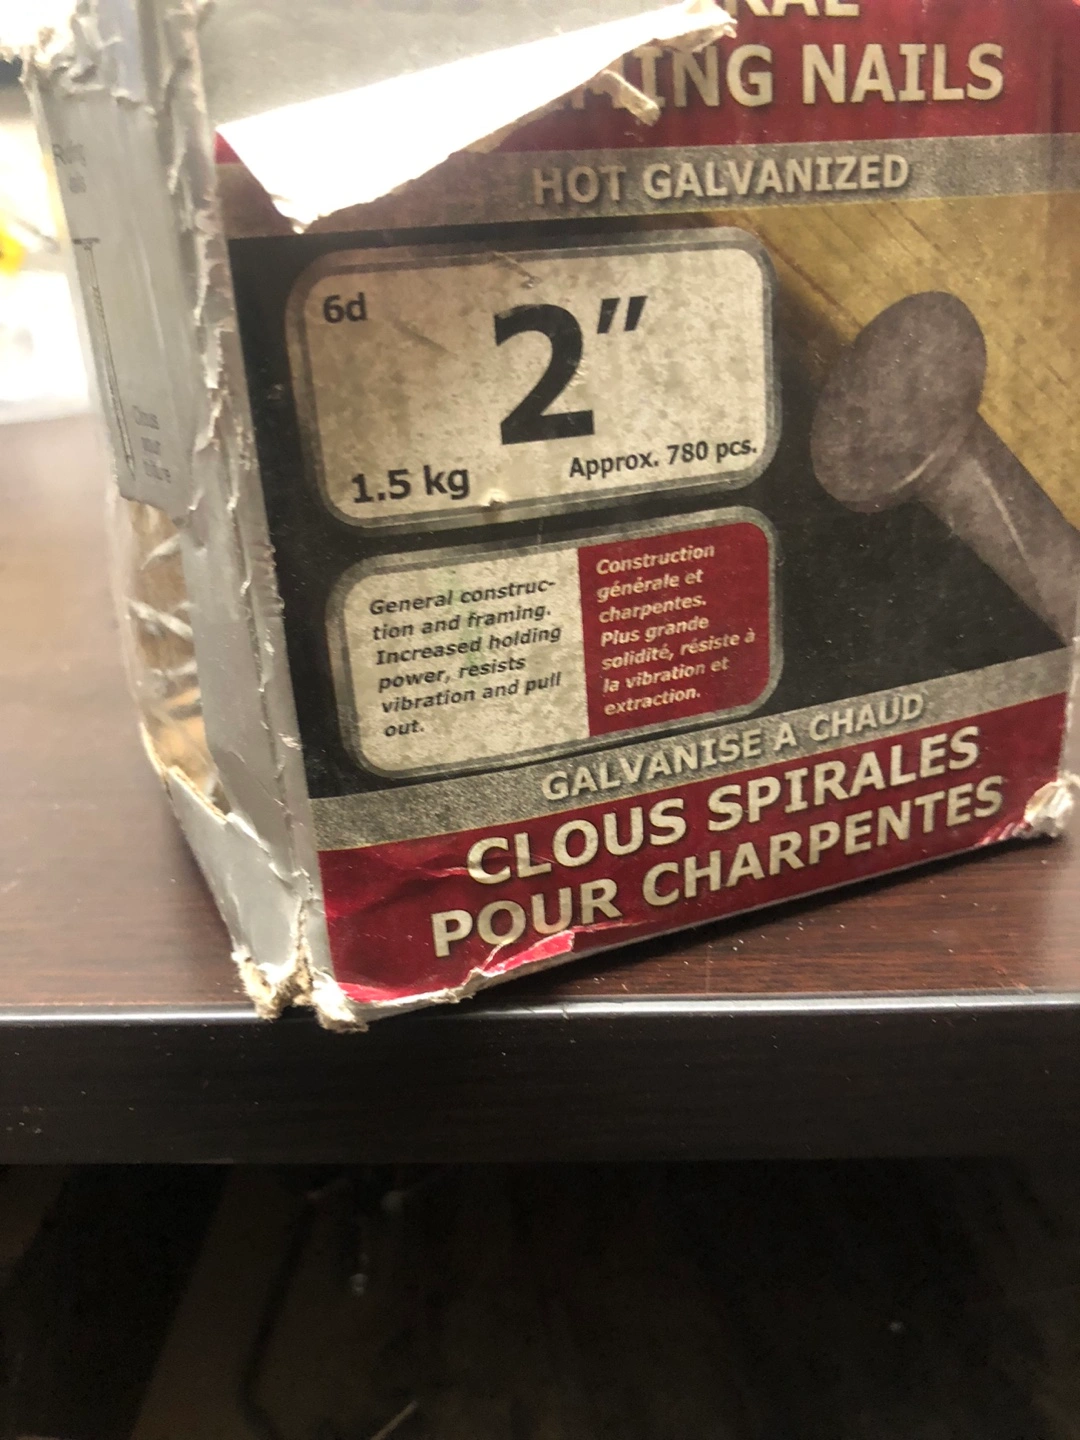 NAILS
HOT GALVANIZED
6d
2"
1.5 kg
Approx. 780 pcs.
General construc-
tion and framing.
Increased holding
power, resists
vibration and pull
out.
Construction
générale et
charpentes.
Plus grande
solidité, résiste à
la vibration et
extraction.
GALVANISE A CHAUD
CLOUS SPIRALES
POUR CHARPENTES